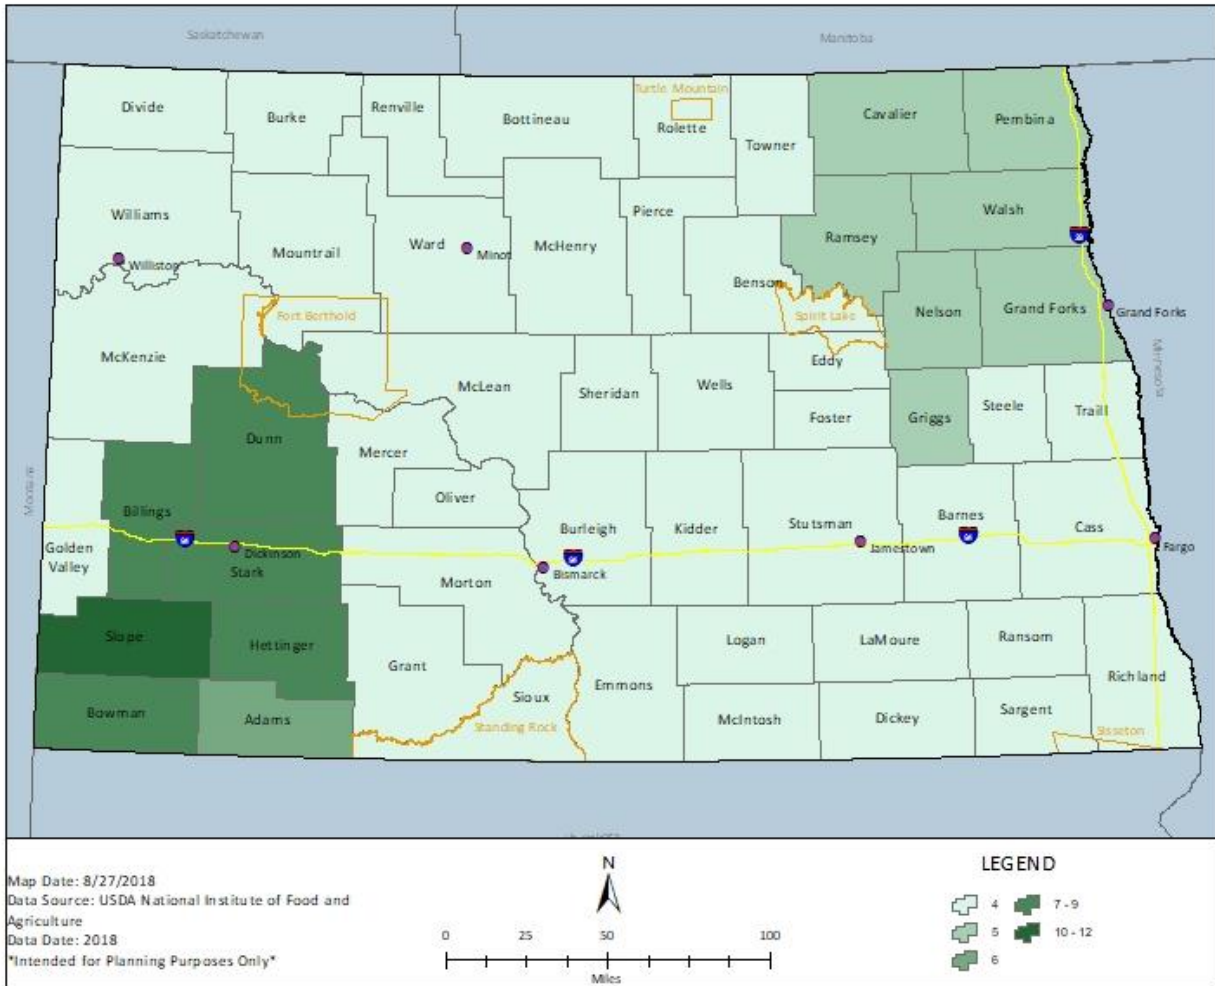 Saskatchewan
Manitoba
Turtle Mountain
Divide
Burke
Renville
Bottineau
Rolette
Towner
Cavalier
Pembina
Williams
Mountrail
Ward
Minot
McHenry
Pierce
Ramsey
Walsh
Williston
Benson
Spirit Lake
Nelson
Grand Forks
Grand Forks
Fort Berthold
McKenzie
McLean
Sheridan
Wells
Eddy
Foster
Griggs
Steele
Traill
Minnesota
Dunn
Mercer
Oliver
Montana
Billings
Golden
Valley
Dickinson
Stark
Burleigh
Kidder
Stutsman
Barnes
Cass
94
94
94
Jamestown
Fargo
Bismarck
Morton
Slope
Hettinger
Grant
Sioux
Standing Rock
Emmons
Logan
LaMoure
Ransom
Richland
Bowman
Adams
McIntosh
Dickey
Sargent
Sisseton
Map Date: 8/27/2018
Data Source: USDA National Institute of Food and
Agriculture
Data Date: 2018
*Intended for Planning Purposes Only*
N
0 25 50 100
Miles
LEGEND
4 7 - 9
5 10 - 12
6